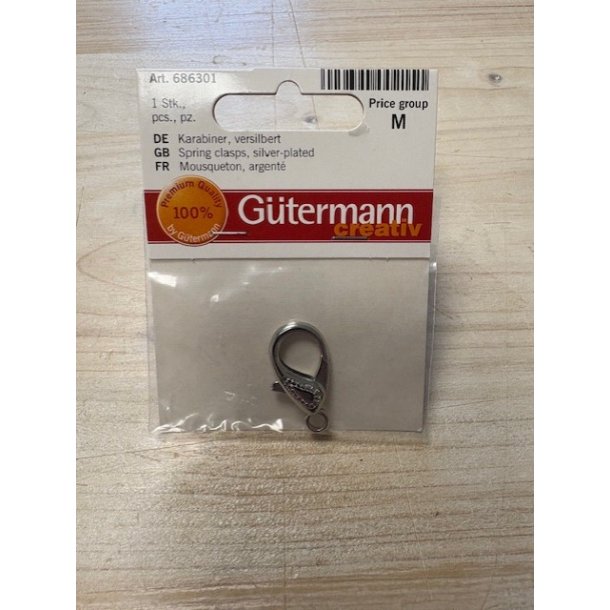 Art. 686301
1 Stk.,
pcs., pz.
Price group
M
DE Karabiner, versilbert
GB Spring clasps, silver-plated
FR Mousqueton, argenté
Premium Quality
100%
by Gütermann
Gütermann
creativ